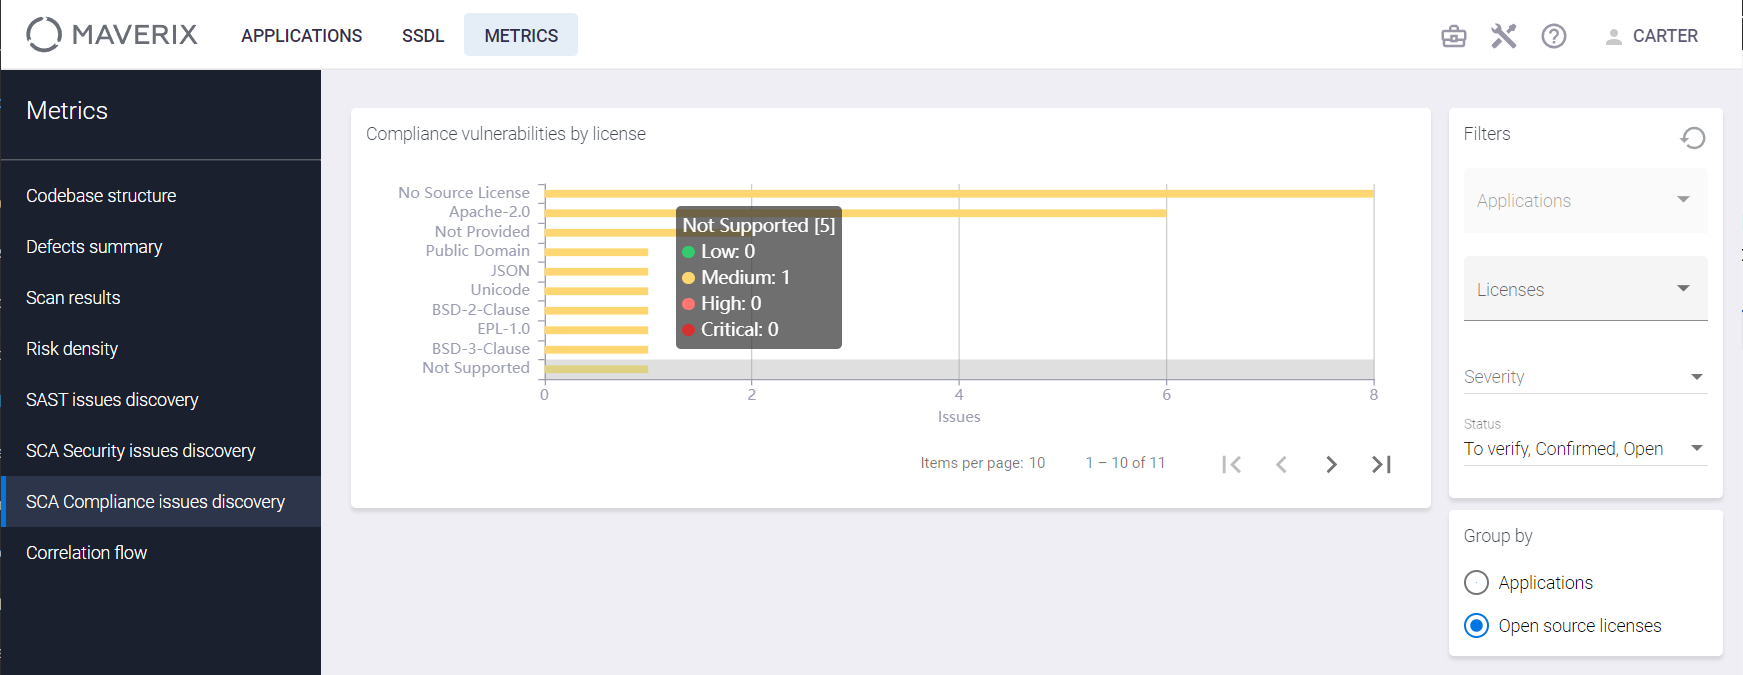 MAVERIX
APPLICATIONS
SSDL
METRICS
CARTER
Metrics
Codebase structure
Defects summary
Scan results
Risk density
SAST issues discovery
SCA Security issues discovery
SCA Compliance issues discovery
Correlation flow
Compliance vulnerabilities by license
No Source License
Apache-2.0
Not Provided
Public Domain
JSON
Unicode
BSD-2-Clause
EPL-1.0
BSD-3-Clause
Not Supported
Not Supported [5]
Low: 0
Medium: 1
High: 0
Critical: 0
0 2 4 6 8
Issues
Items per page: 10 1 – 10 of 11
Filters
Applications
Licenses
Severity
Status
To verify, Confirmed, Open
Group by
Applications
Open source licenses